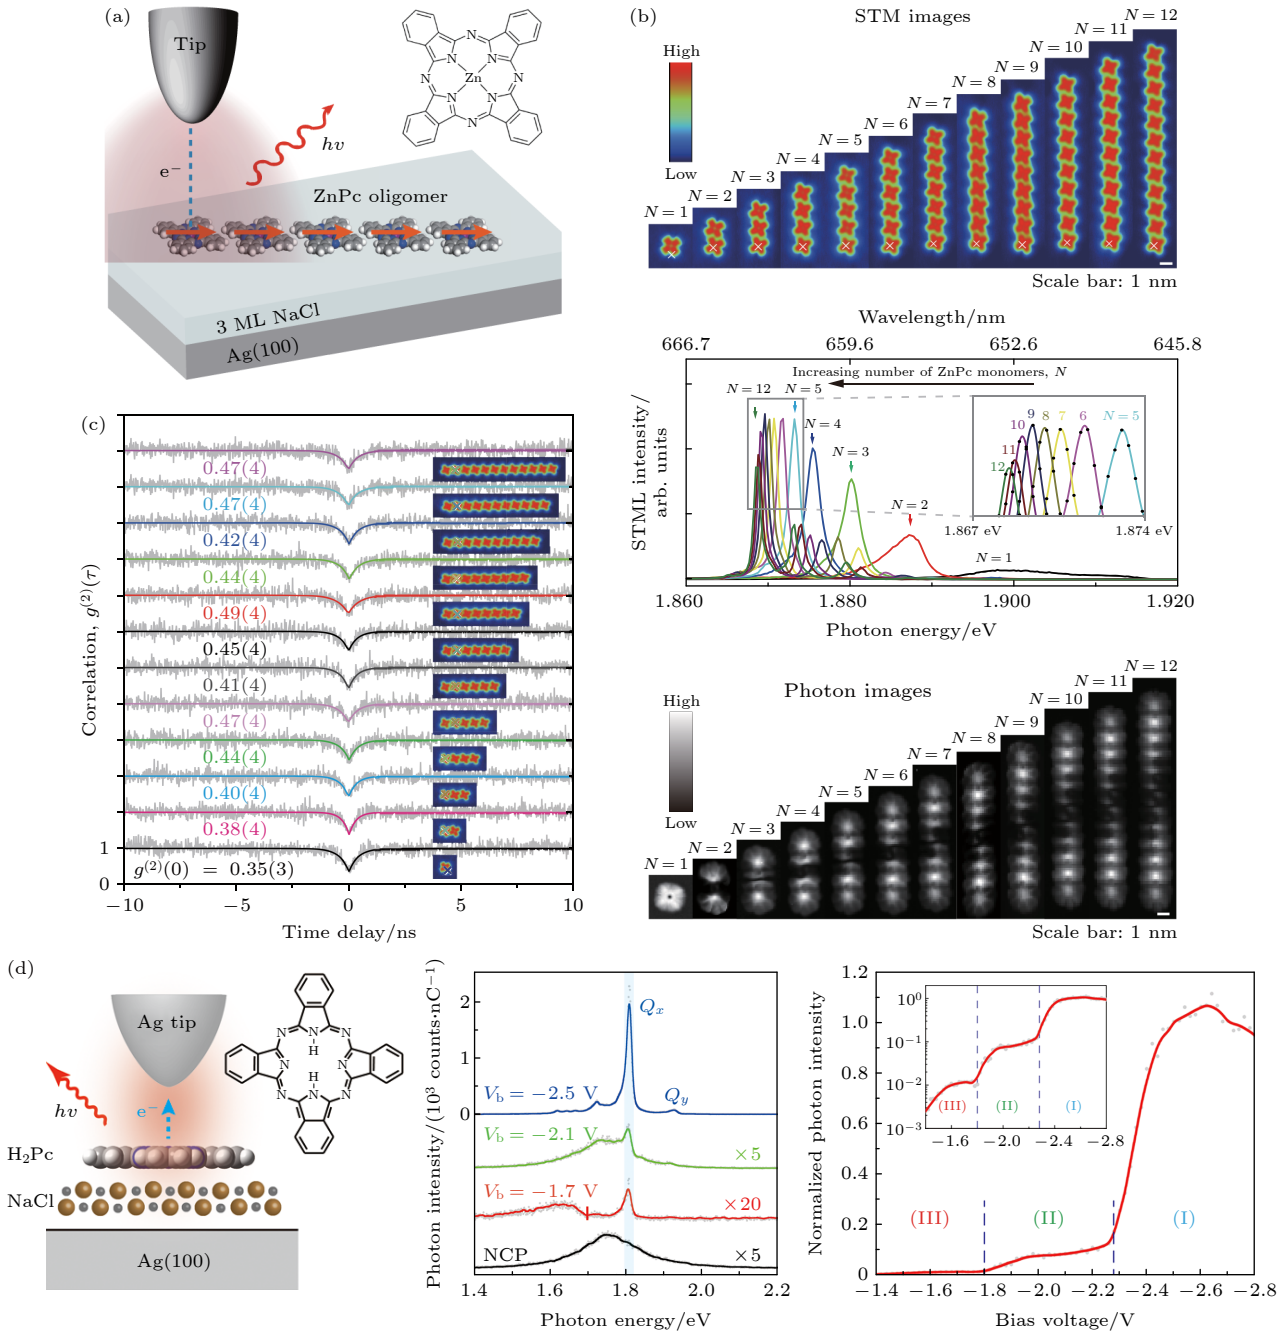 (a)
Tip
e⁻
hν
N
N
N
N
Zn
N
N
N
N
ZnPc oligomer
3 ML NaCl
Ag(100)
(b)
STM images
High
Low
N = 1
N = 2
N = 3
N = 4
N = 5
N = 6
N = 7
N = 8
N = 9
N = 10
N = 11
N = 12
Scale bar: 1 nm
Wavelength/nm
666.7 659.6 652.6 645.8
Increasing number of ZnPc monomers, N
STML intensity/
arb. units
N = 12
N = 5
N = 4
N = 3
N = 2
N = 1
12 11 10 9 8 7 6 N = 5
1.867 eV 1.874 eV
1.860 1.880 1.900 1.920
Photon energy/eV
Photon images
High
Low
N = 1
N = 2
N = 3
N = 4
N = 5
N = 6
N = 7
N = 8
N = 9
N = 10
N = 11
N = 12
Scale bar: 1 nm
(c)
Correlation, g⁽²⁾(τ)
0.47(4)
0.47(4)
0.42(4)
0.44(4)
0.49(4)
0.45(4)
0.41(4)
0.47(4)
0.44(4)
0.40(4)
0.38(4)
g⁽²⁾(0) = 0.35(3)
1
0
−10 −5 0 5 10
Time delay/ns
(d)
Ag tip
hν
e⁻
H₂Pc
NaCl
Ag(100)
N
N
N
H
N
N
H
N
N
N
Photon intensity/(10³ counts·nC⁻¹)
2
1
0
Qₓ
Q_y
V_b = −2.5 V
V_b = −2.1 V
×5
V_b = −1.7 V
×20
NCP
×5
1.4 1.6 1.8 2.0 2.2
Photon energy/eV
Normalized photon intensity
1.2
1.0
0.8
0.6
0.4
0.2
0
10⁰
10⁻¹
10⁻²
10⁻³
(III) (II) (I)
−1.6 −2.0 −2.4 −2.8
(III) (II) (I)
−1.4 −1.6 −1.8 −2.0 −2.2 −2.4 −2.6 −2.8
Bias voltage/V